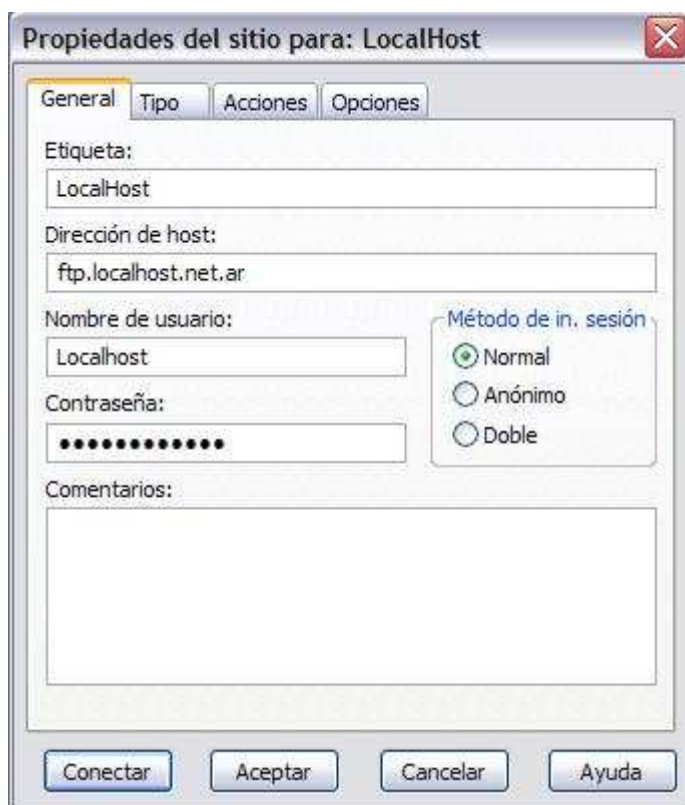 Propiedades del sitio para: LocalHost
General Tipo Acciones Opciones
Etiqueta:
LocalHost
Dirección de host:
ftp.localhost.net.ar
Nombre de usuario:
Localhost
Contraseña:
••••••••••••
Método de in. sesión
Normal
Anónimo
Doble
Comentarios:
Conectar Aceptar Cancelar Ayuda